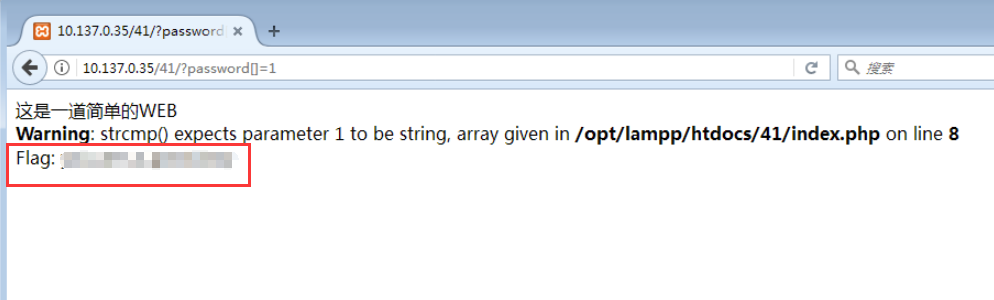 10.137.0.35/41/?password
10.137.0.35/41/?password[]=1
搜索
这是一道简单的WEB
Warning: strcmp() expects parameter 1 to be string, array given in /opt/lampp/htdocs/41/index.php on line 8
Flag: